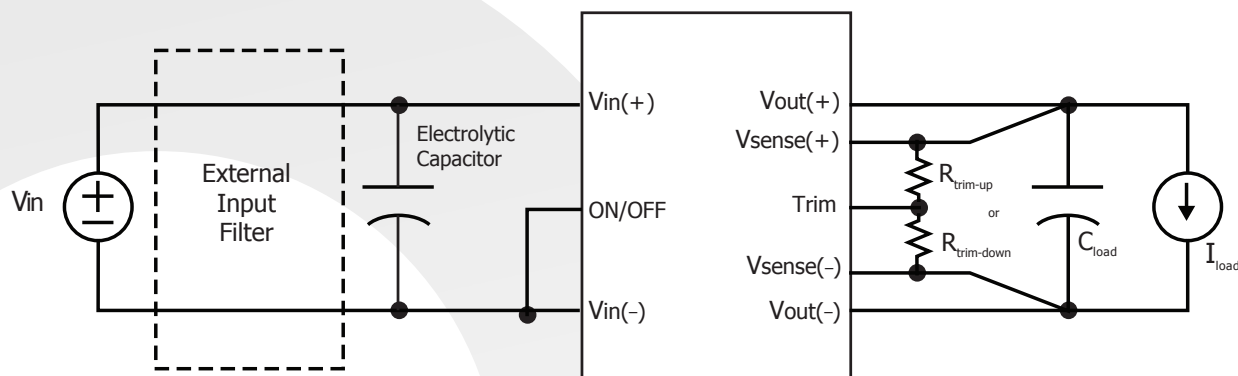 Vin
External
Input
Filter
Electrolytic
Capacitor
Vin(+)
ON/OFF
Vin(−)
Vout(+)
Vsense(+)
Trim
Vsense(−)
Vout(−)
Rtrim-up
or
Rtrim-down
Cload
Iload